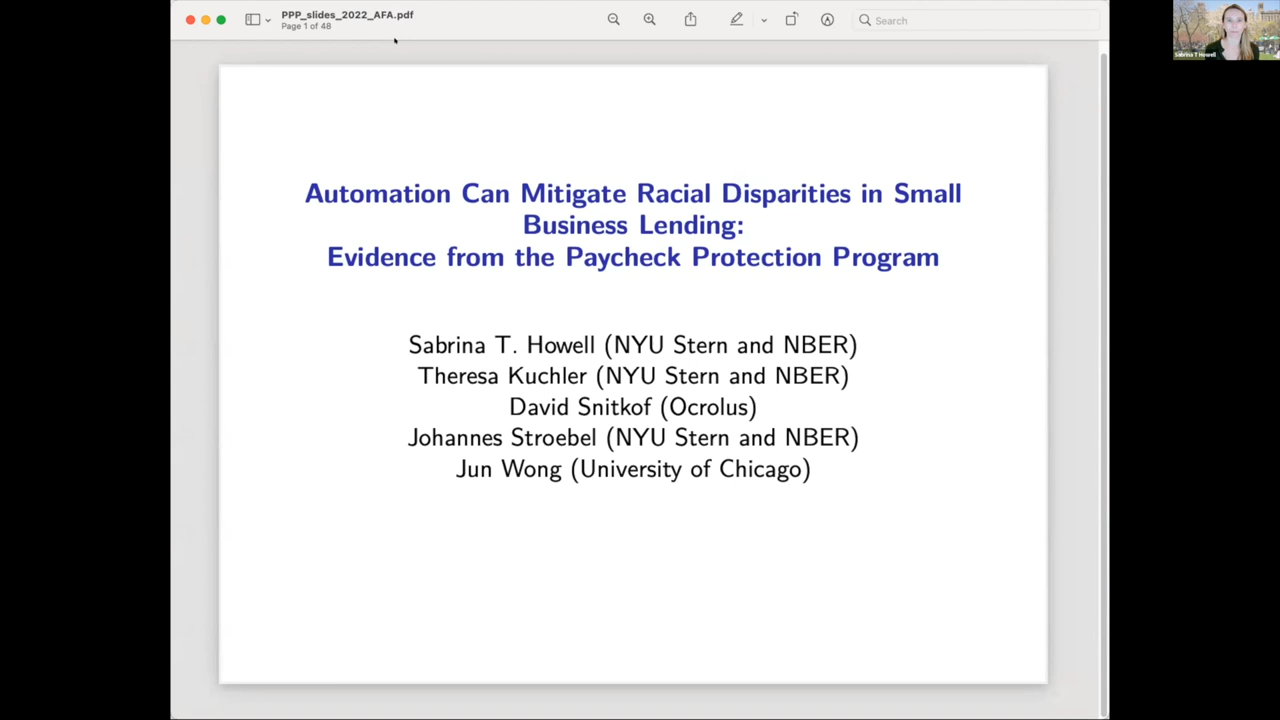 PPP_slides_2022_AFA.pdf
Page 1 of 48
Search
Sabrina T Howell
Automation Can Mitigate Racial Disparities in Small
Business Lending:
Evidence from the Paycheck Protection Program
Sabrina T. Howell (NYU Stern and NBER)
Theresa Kuchler (NYU Stern and NBER)
David Snitkof (Ocrolus)
Johannes Stroebel (NYU Stern and NBER)
Jun Wong (University of Chicago)